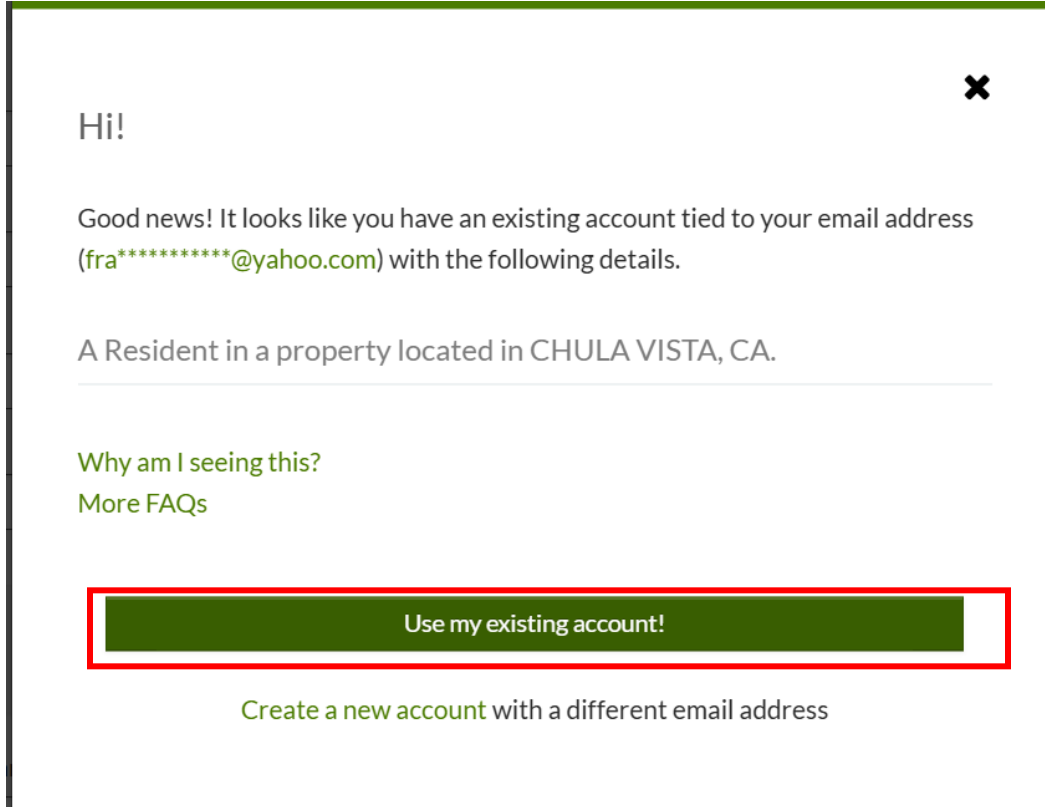 Hi!
Good news! It looks like you have an existing account tied to your email address
(fra***********@yahoo.com) with the following details.
A Resident in a property located in CHULA VISTA, CA.
Why am I seeing this?
More FAQs
Use my existing account!
Create a new account with a different email address